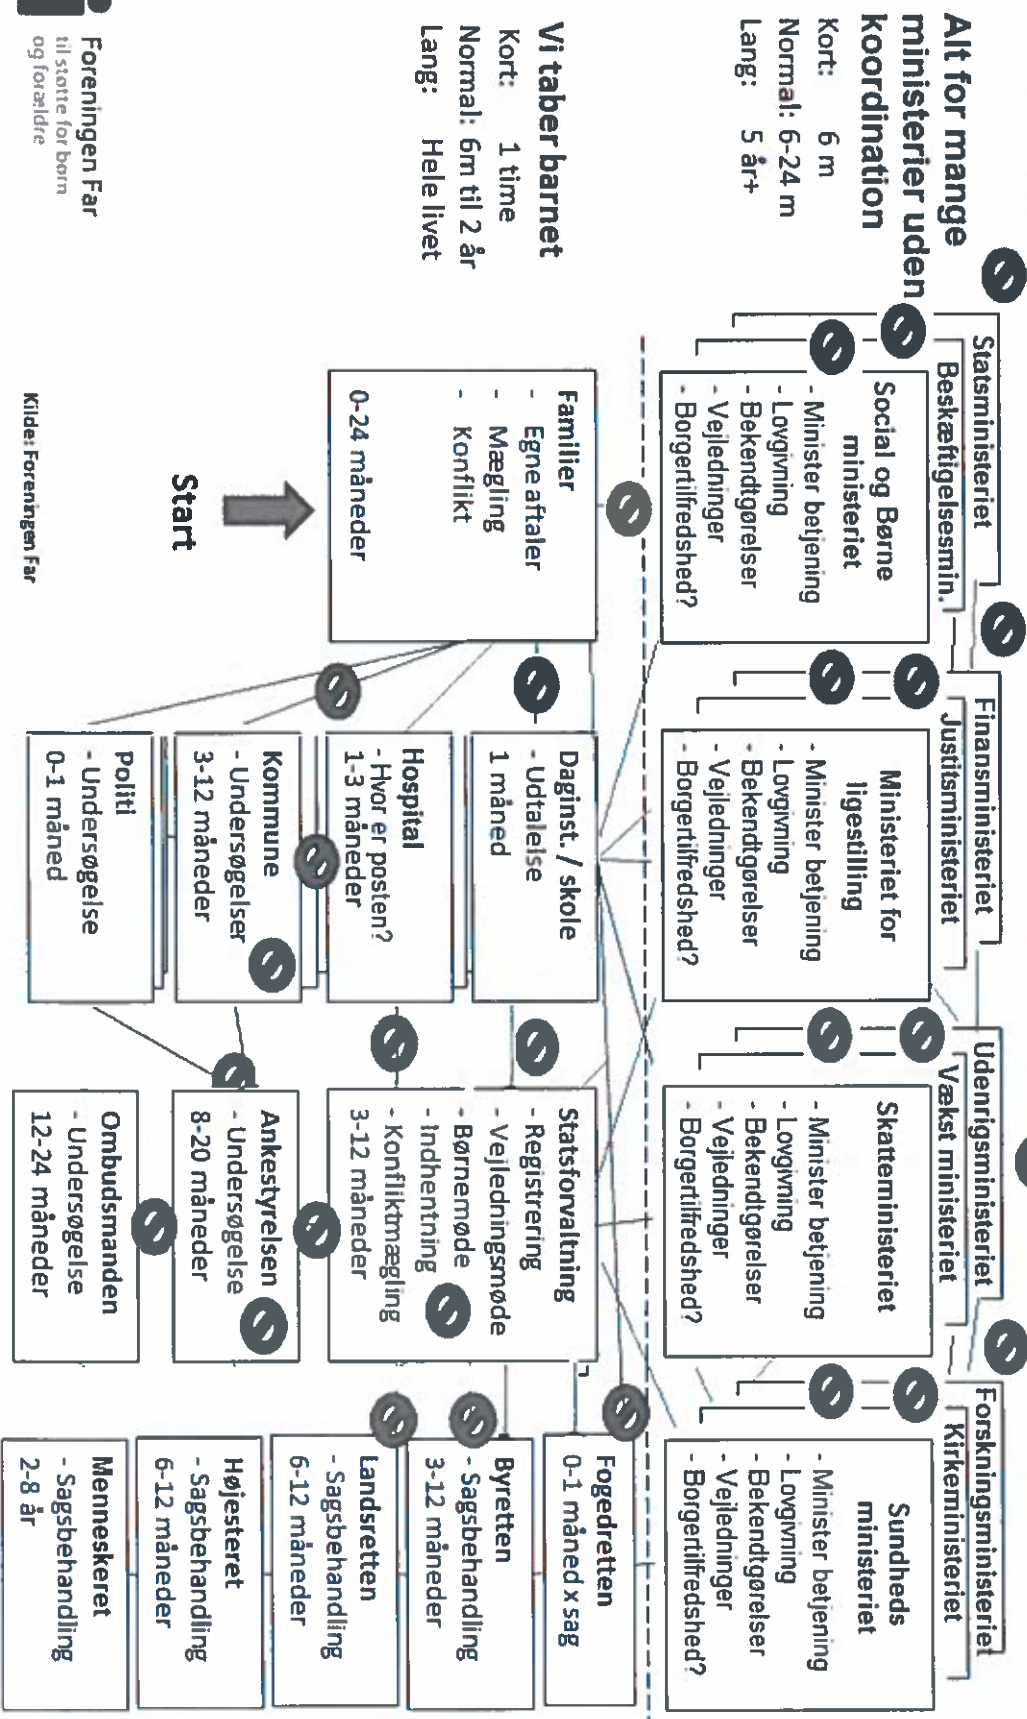 Alt for mange
ministerier uden
koordination
Kort: 6 m
Normal: 6-24 m
Lang: 5 år+
Vi taber barnet
Kort: 1 time
Normal: 6m til 2 år
Lang: Hele livet
Foreningen Far
til støtte for børn
og forældre
Statsministeriet
Beskæftigelsesmin.
Social og Børne
ministeriet
- Minister betjening
- Lovgivning
- Bekendtgørelser
- Vejledninger
- Borgertilfredshed?
Finansministeriet
Justitsministeriet
Ministeriet for
ligestilling
- Minister betjening
- Lovgivning
- Bekendtgørelser
- Vejledninger
- Borgertilfredshed?
Udenrigsministeriet
Vækst ministeriet
Skatteministeriet
- Minister betjening
- Lovgivning
- Bekendtgørelser
- Vejledninger
- Borgertilfredshed?
Forskningsministeriet
Kirkeministeriet
Sundheds
ministeriet
- Minister betjening
- Lovgivning
- Bekendtgørelser
- Vejledninger
- Borgertilfredshed?
Familier
- Egne aftaler
- Mægling
- Konflikt
0-24 måneder
Start
Kilde: Foreningen Far
Daginst. / skole
- Udtalelse
1 måned
Hospital
- Hvor er posten?
1-3 måneder
Kommune
- Undersøgelser
3-12 måneder
Politi
- Undersøgelse
0-1 måned
Statsforvaltning
- Registrering
- Vejledningsmøde
- Børnemøde
- Indhentning
- Konfliktmægling
3-12 måneder
Ankestyrelsen
- Undersøgelse
8-20 måneder
Ombudsmanden
- Undersøgelse
12-24 måneder
Fogedretten
0-1 måned x sag
Byretten
- Sagsbehandling
3-12 måneder
Landsretten
- Sagsbehandling
6-12 måneder
Højesteret
- Sagsbehandling
6-12 måneder
Menneskeret
- Sagsbehandling
2-8 år